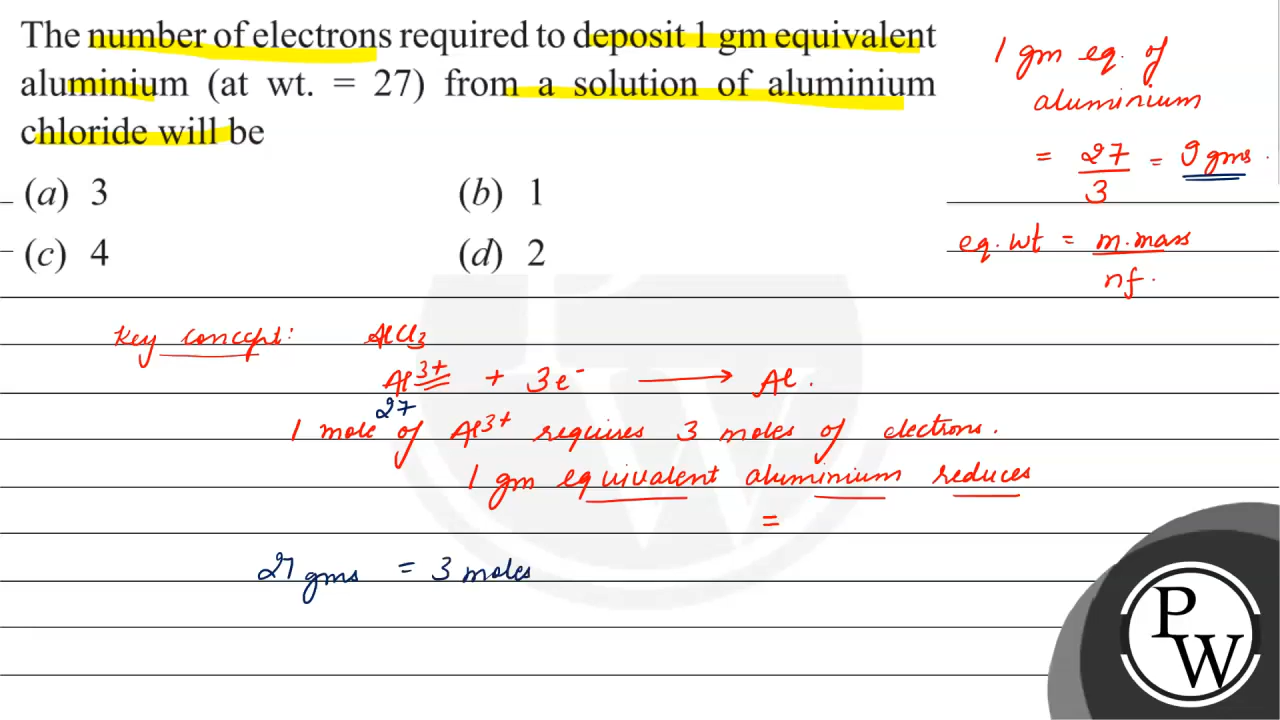 The number of electrons required to deposit 1 gm equivalent
aluminium (at wt. = 27) from a solution of aluminium
chloride will be
(a) 3 (b) 1
(c) 4 (d) 2
1 gm eq. of
aluminium
= 27/3 = 9 gms.
eq. wt = m.mass/nf.
Key concept: AlCl3
Al3+ + 3e- ⟶ Al.
27
1 mole of Al3+ requires 3 moles of electrons.
1 gm equivalent aluminium reduces
=
27 gms = 3 moles
P
W